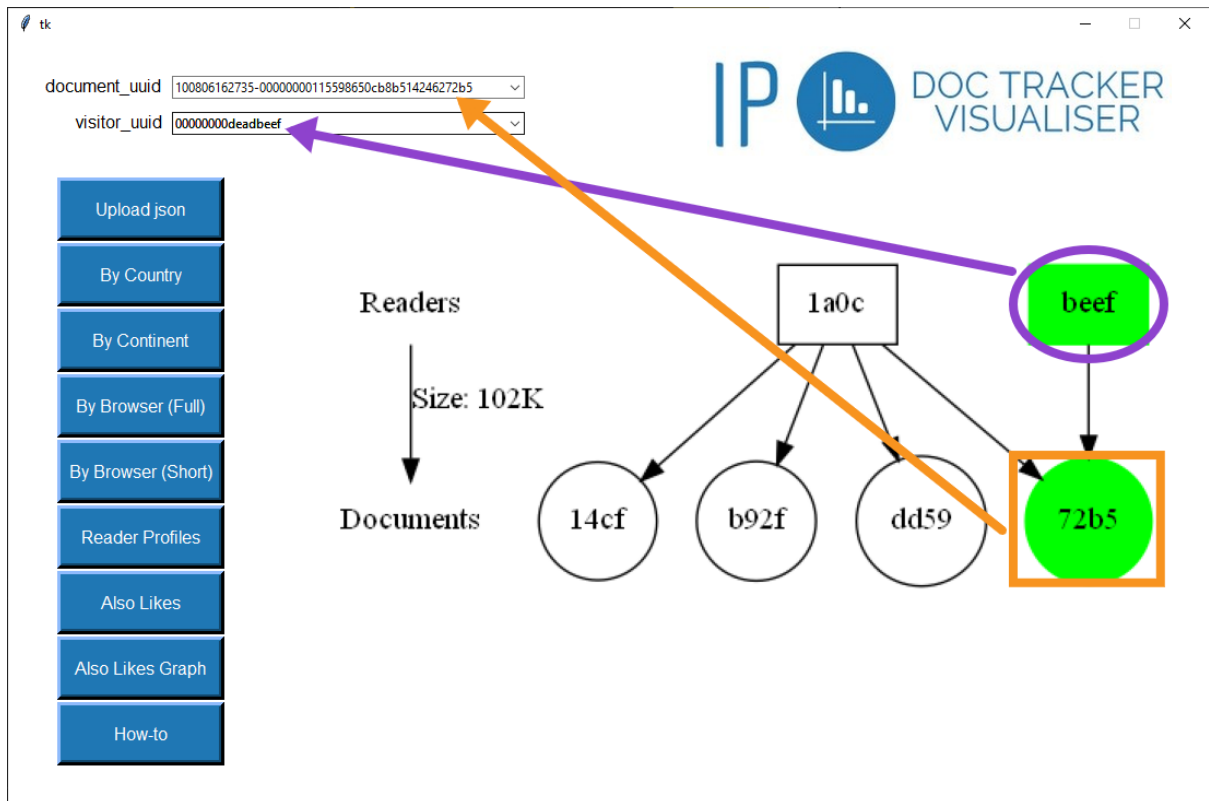 tk
document_uuid 100806162735-00000000115598650cb8b514246272b5
visitor_uuid 00000000deadbeef
IP DOC TRACKER
VISUALISER
Upload json
By Country
By Continent
By Browser (Full)
By Browser (Short)
Reader Profiles
Also Likes
Also Likes Graph
How-to
Readers
1a0c
beef
Size: 102K
Documents
14cf
b92f
dd59
72b5